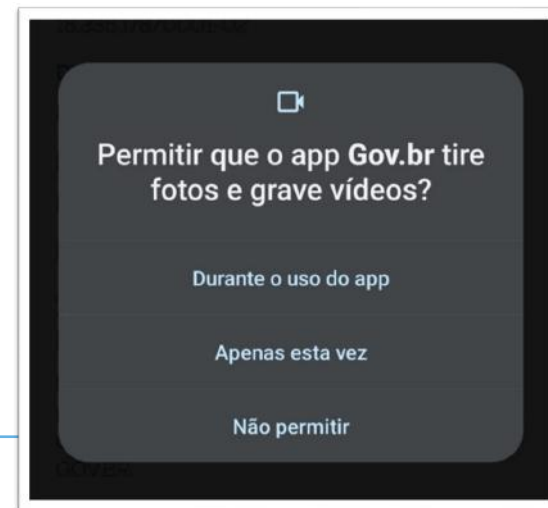 Permitir que o app Gov.br tire
fotos e grave vídeos?
Durante o uso do app
Apenas esta vez
Não permitir